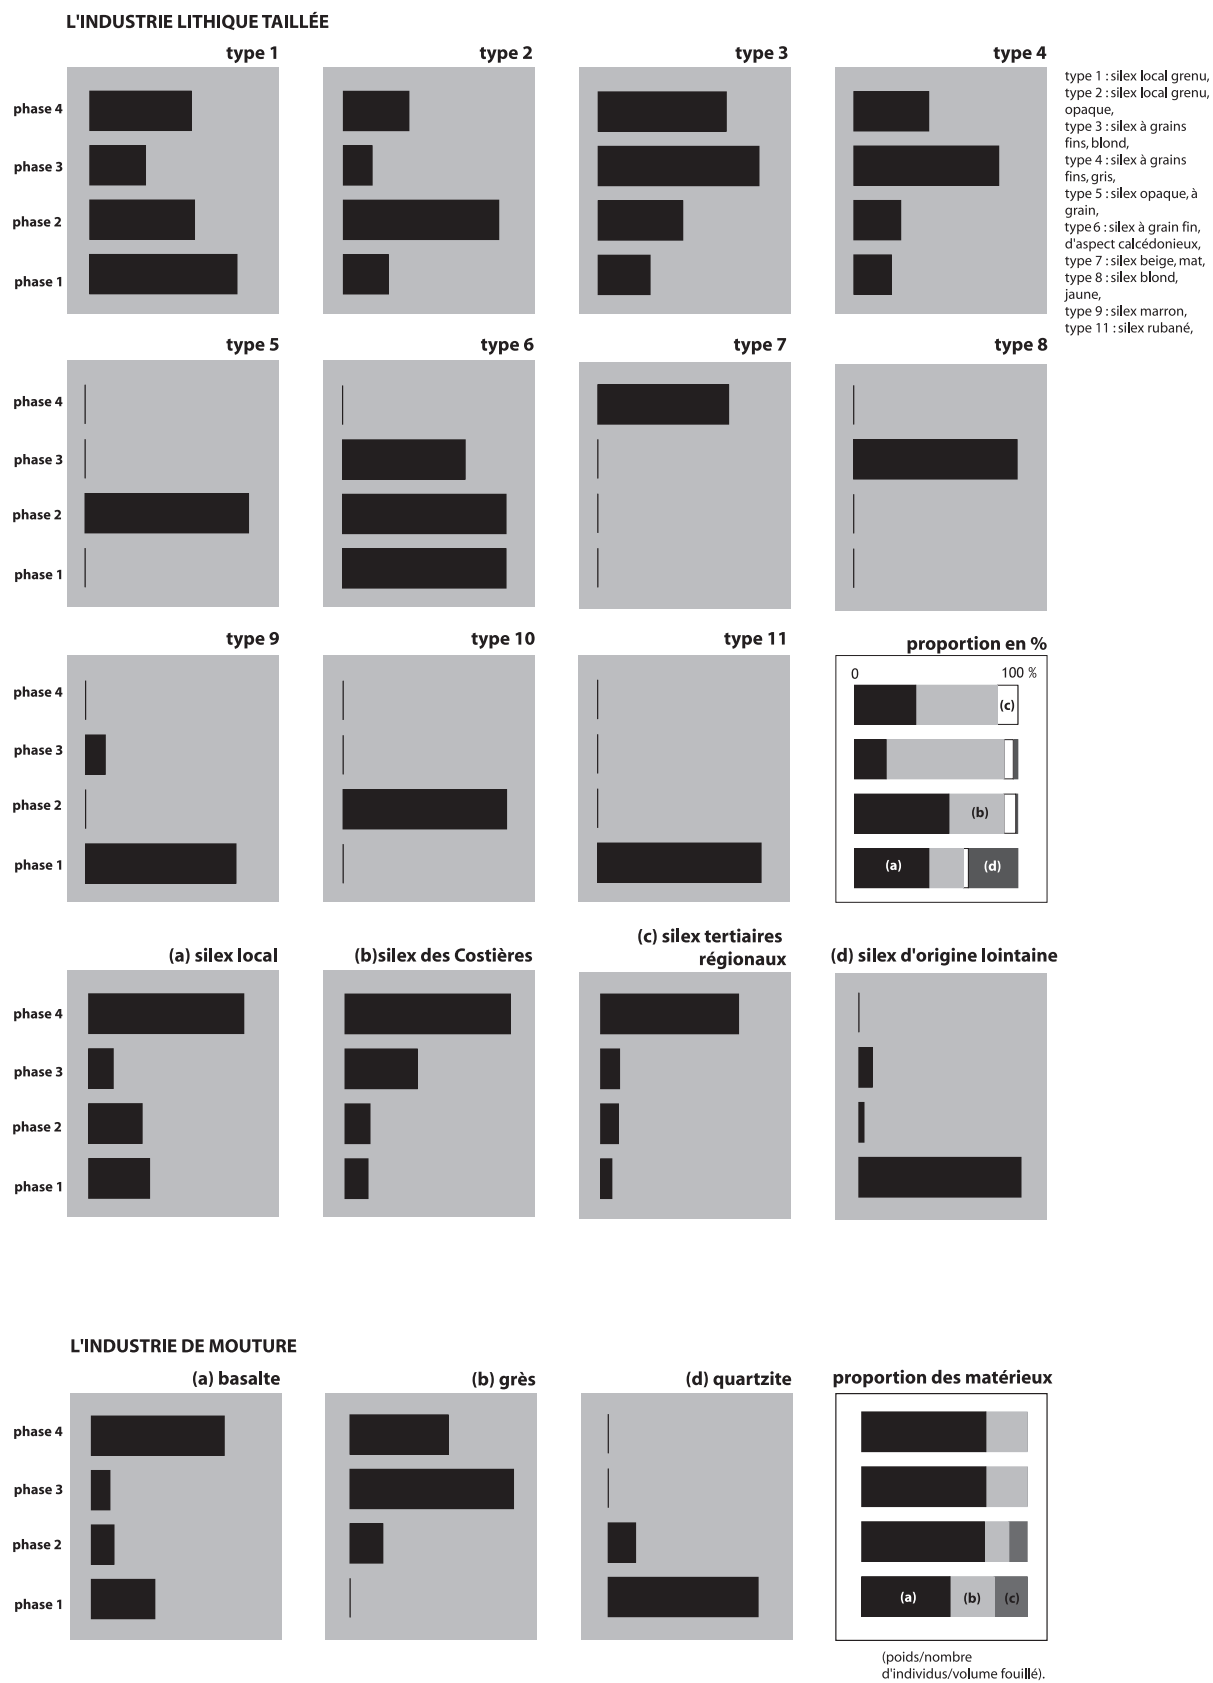 L'INDUSTRIE LITHIQUE TAILLÉE
type 1
type 2
type 3
type 4
phase 4
phase 3
phase 2
phase 1
type 1 : silex local grenu,
type 2 : silex local grenu,
opaque,
type 3 : silex à grains
fins, blond,
type 4 : silex à grains
fins, gris,
type 5 : silex opaque, à
grain,
type 6 : silex à grain fin,
d'aspect calcédonieux,
type 7 : silex beige, mat,
type 8 : silex blond,
jaune,
type 9 : silex marron,
type 11 : silex rubané,
type 5
type 6
type 7
type 8
phase 4
phase 3
phase 2
phase 1
type 9
type 10
type 11
proportion en %
phase 4
phase 3
phase 2
phase 1
0
100 %
(c)
(b)
(a)
(d)
(a) silex local
(b)silex des Costières
(c) silex tertiaires
régionaux
(d) silex d'origine lointaine
phase 4
phase 3
phase 2
phase 1
L'INDUSTRIE DE MOUTURE
(a) basalte
(b) grès
(d) quartzite
proportion des matérieux
phase 4
phase 3
phase 2
phase 1
(a)
(b)
(c)
(poids/nombre
d'individus/volume fouillé).